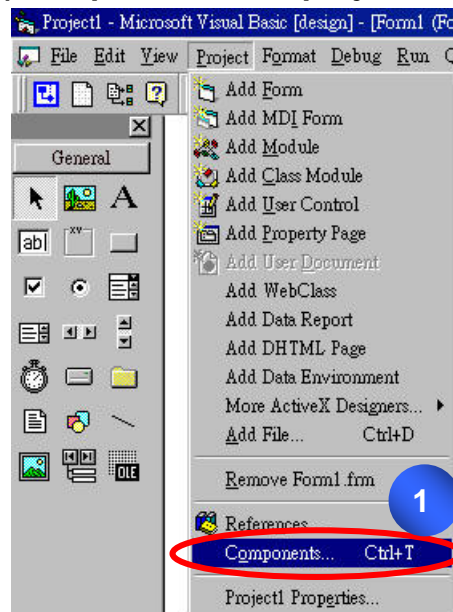 Project1 - Microsoft Visual Basic [design] - [Form1 (Fo
File Edit View Project Format Debug Run Q
General
A
ab|
xv
OLE
Add Form
Add MDI Form
Add Module
Add Class Module
Add User Control
Add Property Page
Add User Document
Add WebClass
Add Data Report
Add DHTML Page
Add Data Environment
More ActiveX Designers...
Add File... Ctrl+D
Remove Form1.frm
1
References...
Components... Ctrl+T
Project1 Properties...